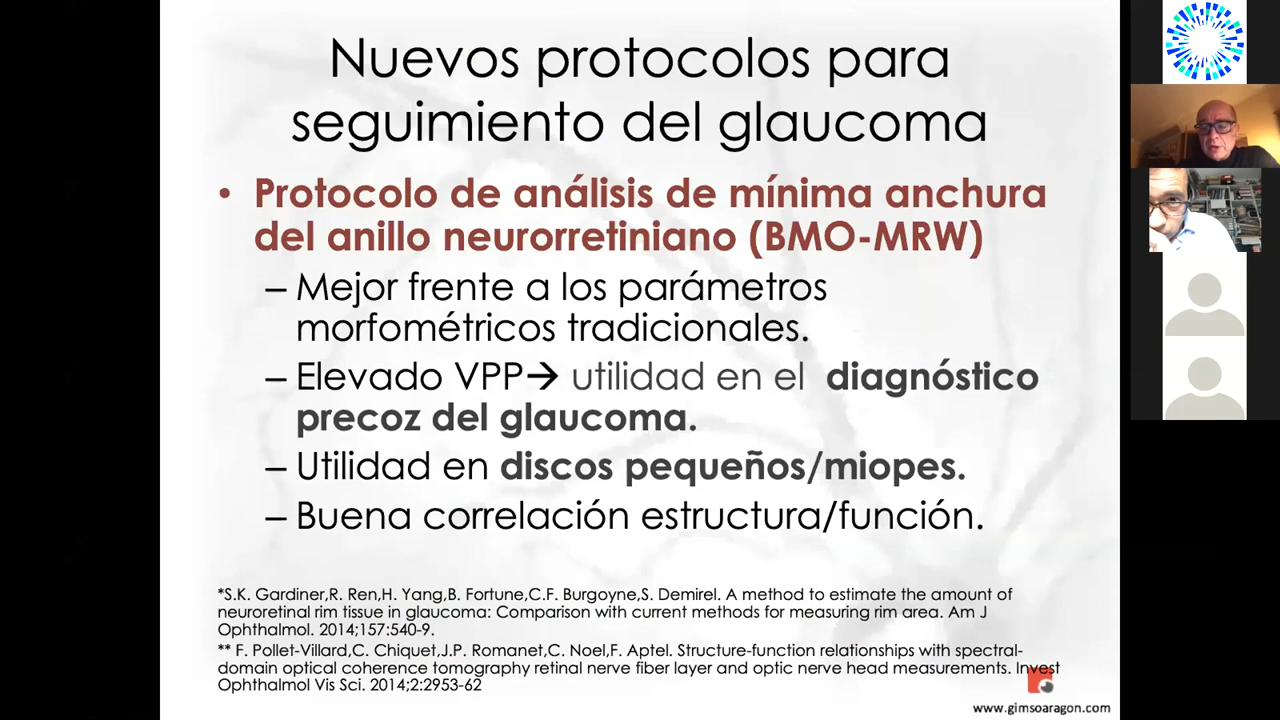 Nuevos protocolos para
seguimiento del glaucoma
• Protocolo de análisis de mínima anchura
del anillo neurorretiniano (BMO-MRW)
– Mejor frente a los parámetros
morfométricos tradicionales.
– Elevado VPP→ utilidad en el diagnóstico
precoz del glaucoma.
– Utilidad en discos pequeños/miopes.
– Buena correlación estructura/función.
*S.K. Gardiner,R. Ren,H. Yang,B. Fortune,C.F. Burgoyne,S. Demirel. A method to estimate the amount of
neuroretinal rim tissue in glaucoma: Comparison with current methods for measuring rim area. Am J
Ophthalmol. 2014;157:540-9.
** F. Pollet-Villard,C. Chiquet,J.P. Romanet,C. Noel,F. Aptel. Structure-function relationships with spectral-
domain optical coherence tomography retinal nerve fiber layer and optic nerve head measurements. Invest
Ophthalmol Vis Sci. 2014;2:2953-62
www.gimsoaragon.com